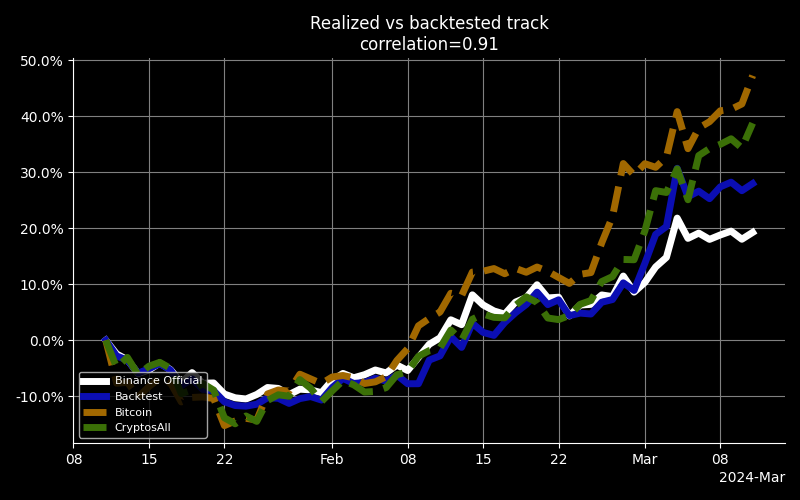 Realized vs backtested track
correlation=0.91
50.0%
40.0%
30.0%
20.0%
10.0%
0.0%
-10.0%
Binance Official
Backtest
Bitcoin
CryptosAll
08 15 22 Feb 08 15 22 Mar 08
2024-Mar